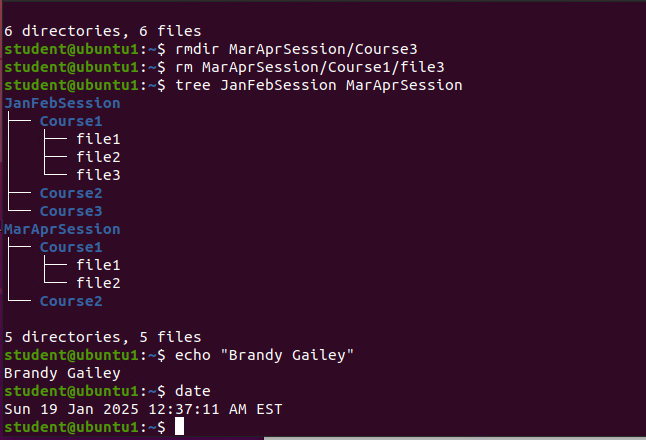 6 directories, 6 files
student@ubuntu1:~$ rmdir MarAprSession/Course3
student@ubuntu1:~$ rm MarAprSession/Course1/file3
student@ubuntu1:~$ tree JanFebSession MarAprSession
JanFebSession
├── Course1
│   ├── file1
│   ├── file2
│   └── file3
├── Course2
└── Course3
MarAprSession
├── Course1
│   ├── file1
│   └── file2
└── Course2
5 directories, 5 files
student@ubuntu1:~$ echo "Brandy Gailey"
Brandy Gailey
student@ubuntu1:~$ date
Sun 19 Jan 2025 12:37:11 AM EST
student@ubuntu1:~$